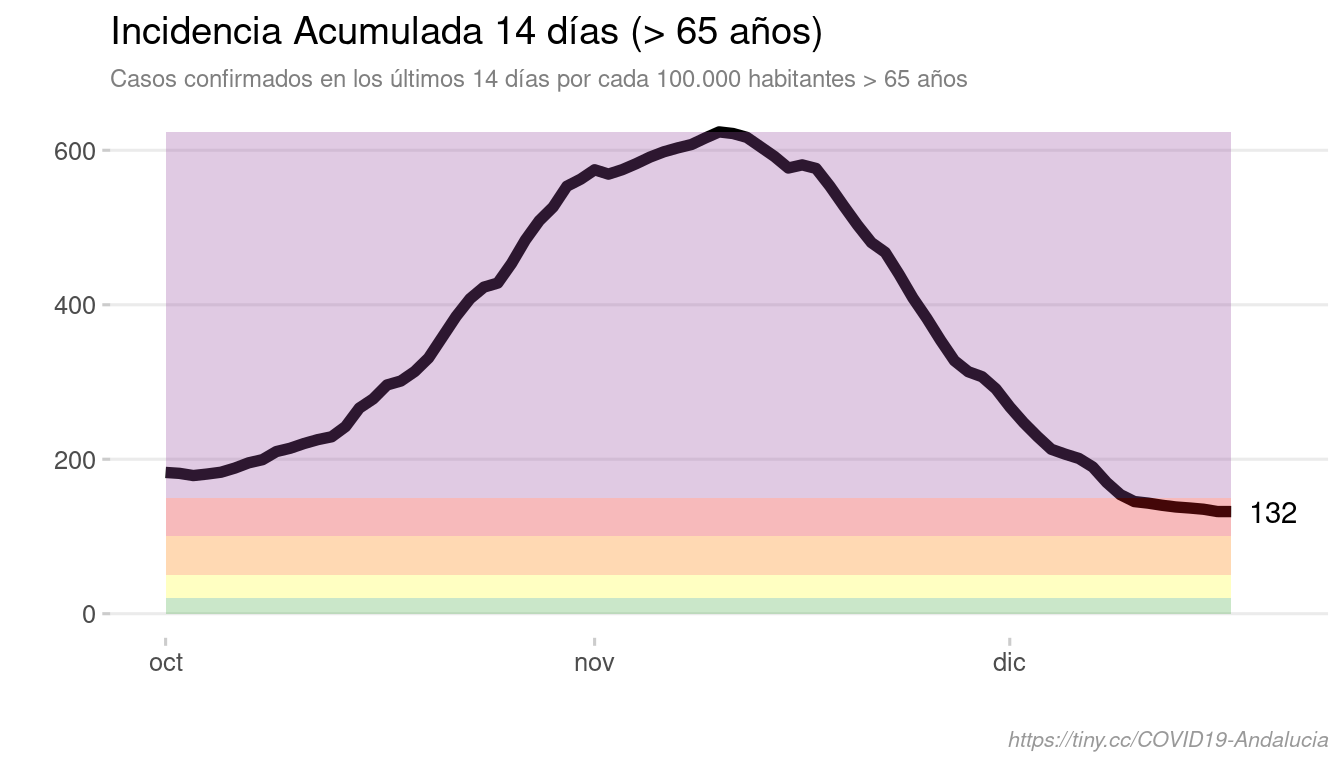 Incidencia Acumulada 14 días (> 65 años)
Casos confirmados en los últimos 14 días por cada 100.000 habitantes > 65 años
600
400
200
132
0
oct nov dic
https://tiny.cc/COVID19-Andalucia